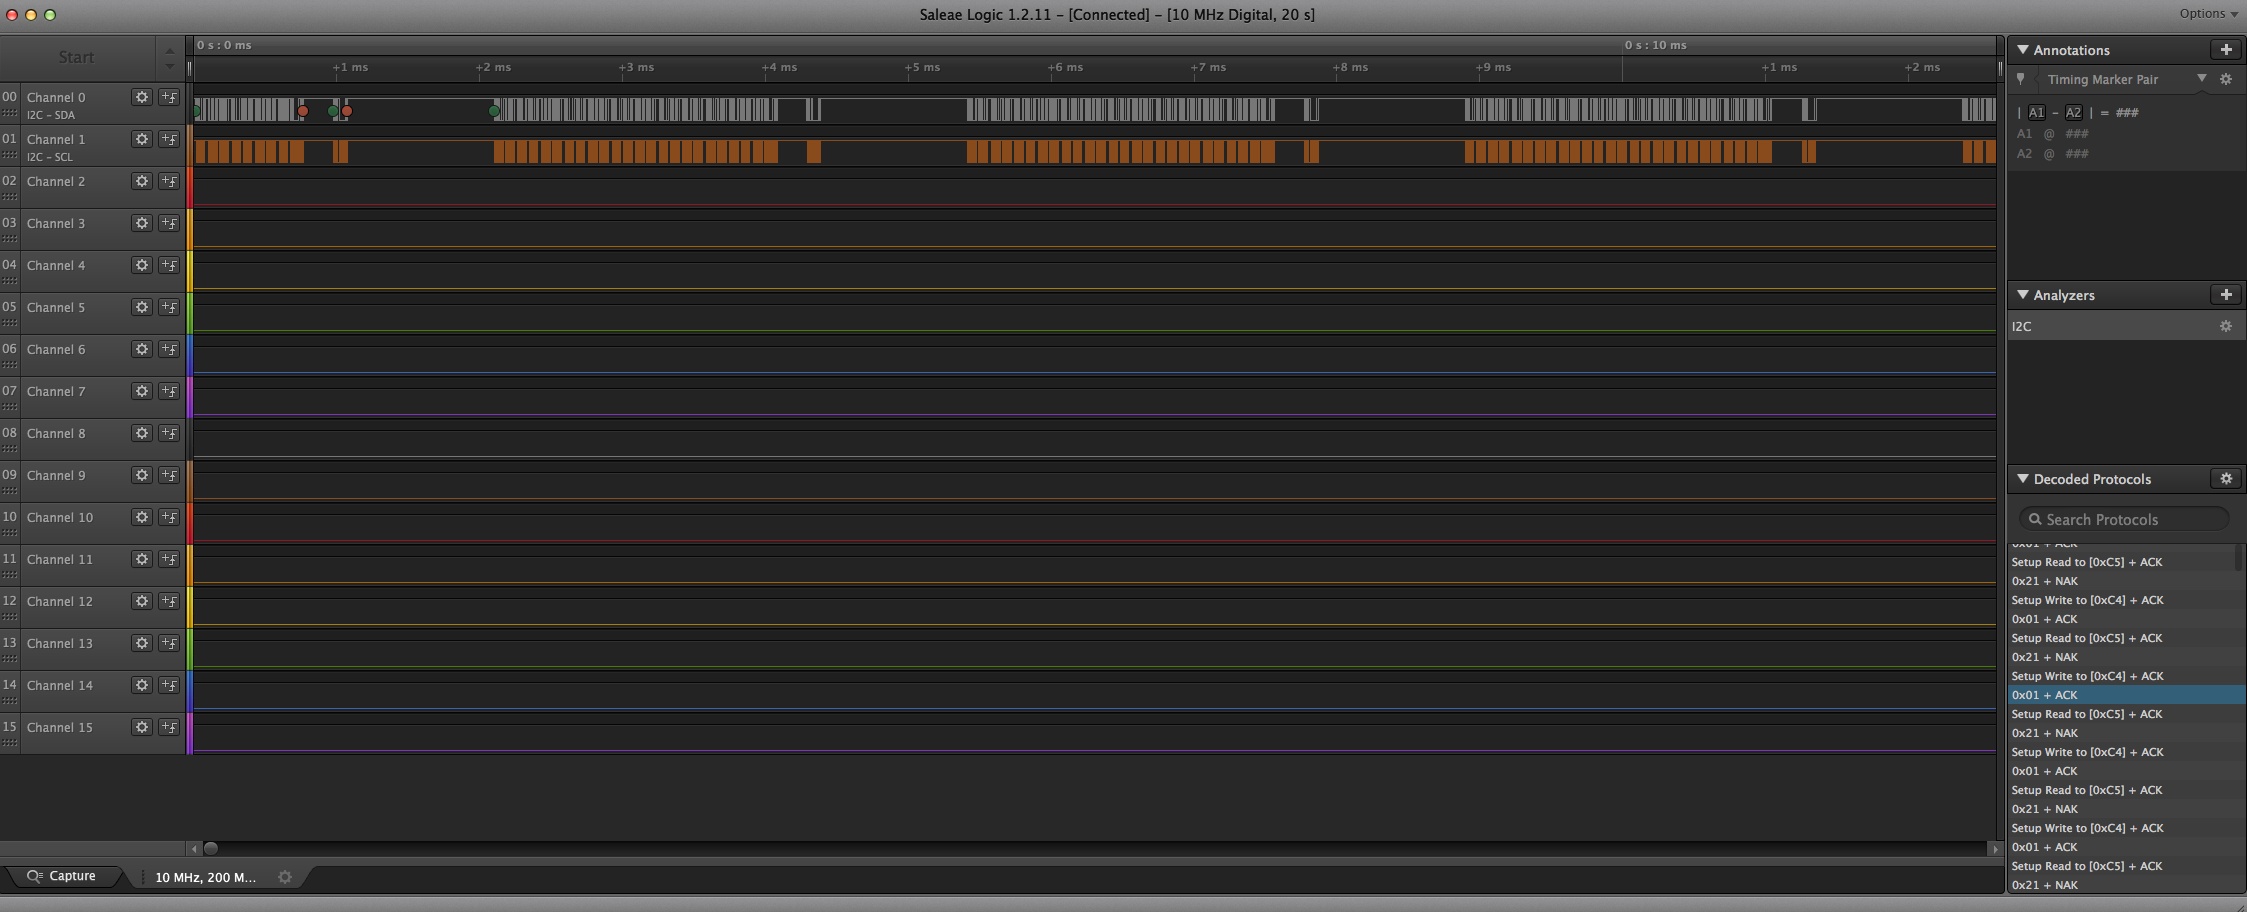 Saleae Logic 1.2.11 – [Connected] – [10 MHz Digital, 20 s]
Options
Start
0 s : 0 ms
0 s : 10 ms
+1 ms
+2 ms
+3 ms
+4 ms
+5 ms
+6 ms
+7 ms
+8 ms
+9 ms
+1 ms
+2 ms
00 Channel 0
I2C – SDA
01 Channel 1
I2C – SCL
02 Channel 2
03 Channel 3
04 Channel 4
05 Channel 5
06 Channel 6
07 Channel 7
08 Channel 8
09 Channel 9
10 Channel 10
11 Channel 11
12 Channel 12
13 Channel 13
14 Channel 14
15 Channel 15
Capture
10 MHz, 200 M...
Annotations
Timing Marker Pair
| A1 – A2 | = ###
A1 @ ###
A2 @ ###
Analyzers
I2C
Decoded Protocols
Search Protocols
0x01 + ACK
Setup Read to [0xC5] + ACK
0x21 + NAK
Setup Write to [0xC4] + ACK
0x01 + ACK
Setup Read to [0xC5] + ACK
0x21 + NAK
Setup Write to [0xC4] + ACK
0x01 + ACK
Setup Read to [0xC5] + ACK
0x21 + NAK
Setup Write to [0xC4] + ACK
0x01 + ACK
Setup Read to [0xC5] + ACK
0x21 + NAK
Setup Write to [0xC4] + ACK
0x01 + ACK
Setup Read to [0xC5] + ACK
0x21 + NAK